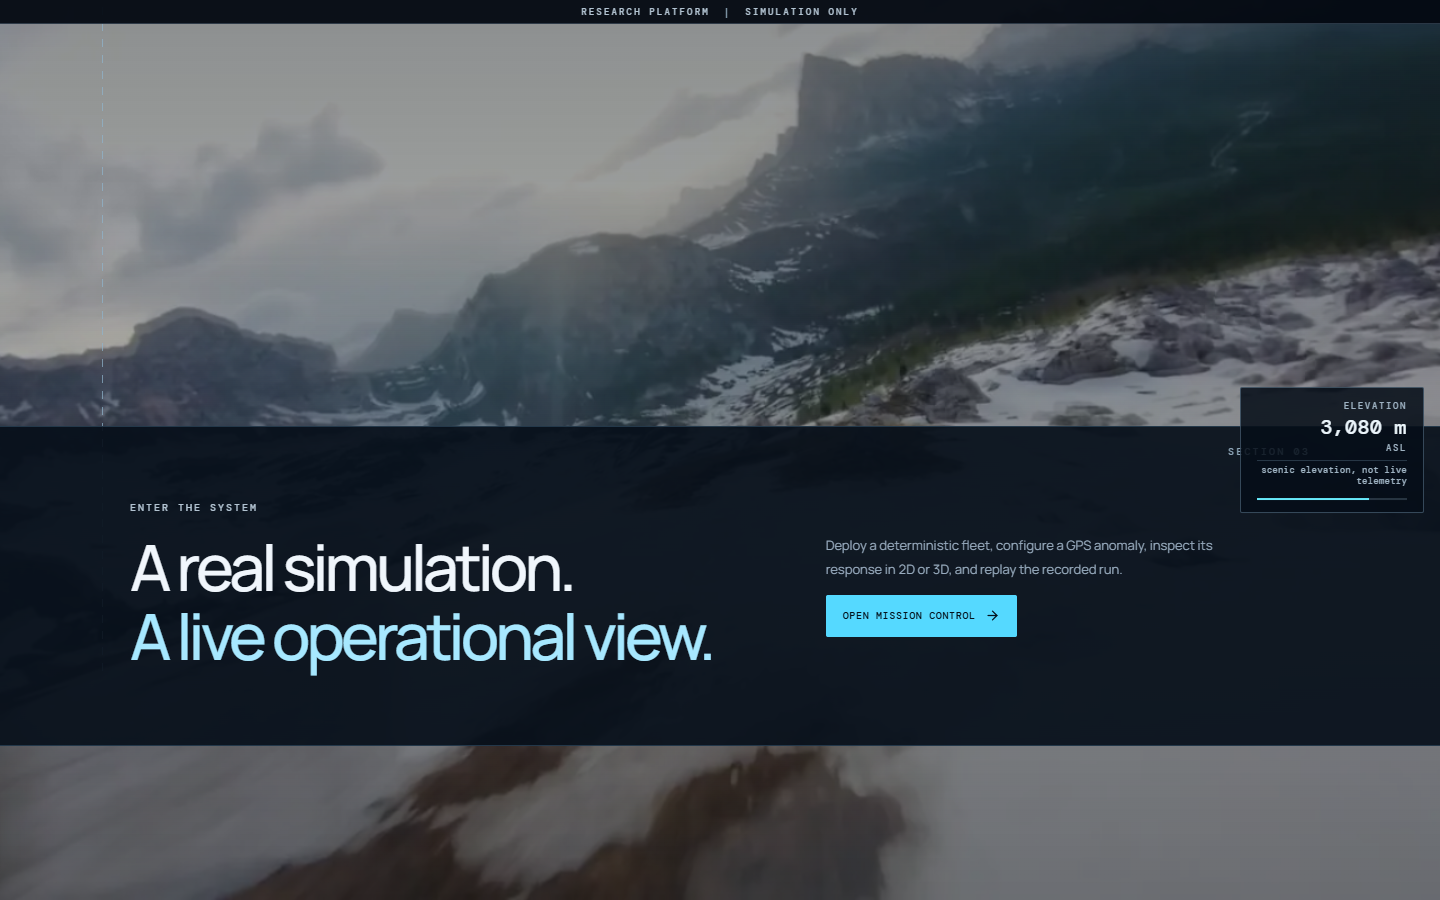 RESEARCH PLATFORM | SIMULATION ONLY
ELEVATION
3,080 m
ASL
SECTION 03
scenic elevation, not live
telemetry
ENTER THE SYSTEM
A real simulation.
A live operational view.
Deploy a deterministic fleet, configure a GPS anomaly, inspect its
response in 2D or 3D, and replay the recorded run.
OPEN MISSION CONTROL →